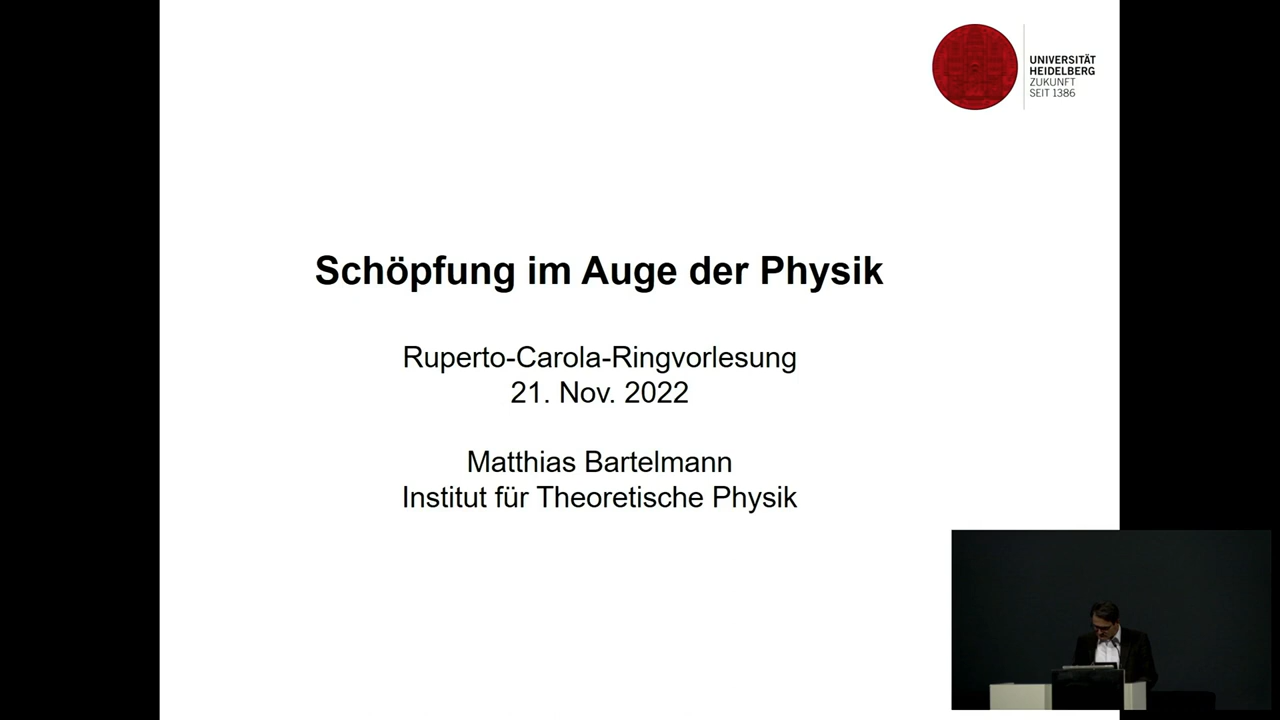 UNIVERSITÄT
HEIDELBERG
ZUKUNFT
SEIT 1386
Schöpfung im Auge der Physik
Ruperto-Carola-Ringvorlesung
21. Nov. 2022
Matthias Bartelmann
Institut für Theoretische Physik